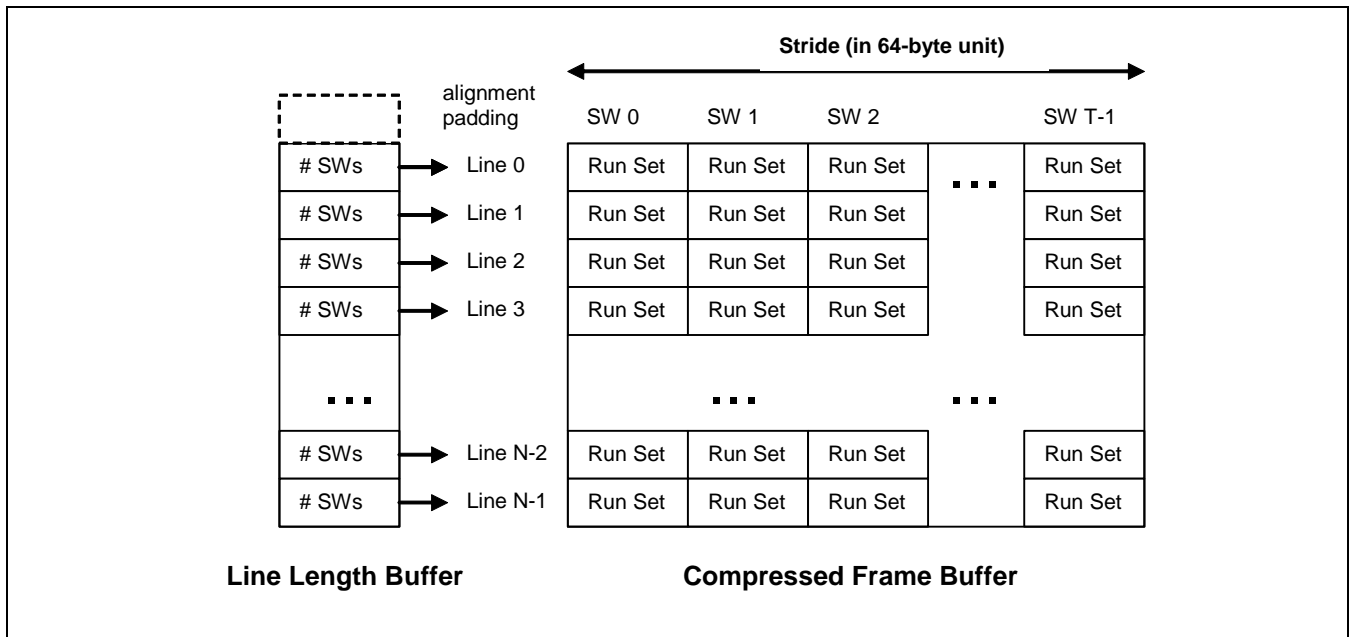 Stride (in 64-byte unit)
alignment
padding
SW 0 SW 1 SW 2 SW T-1
# SWs Line 0 Run Set Run Set Run Set ... Run Set
# SWs Line 1 Run Set Run Set Run Set Run Set
# SWs Line 2 Run Set Run Set Run Set Run Set
# SWs Line 3 Run Set Run Set Run Set Run Set
... ... ...
# SWs Line N-2 Run Set Run Set Run Set Run Set
# SWs Line N-1 Run Set Run Set Run Set Run Set
Line Length Buffer Compressed Frame Buffer